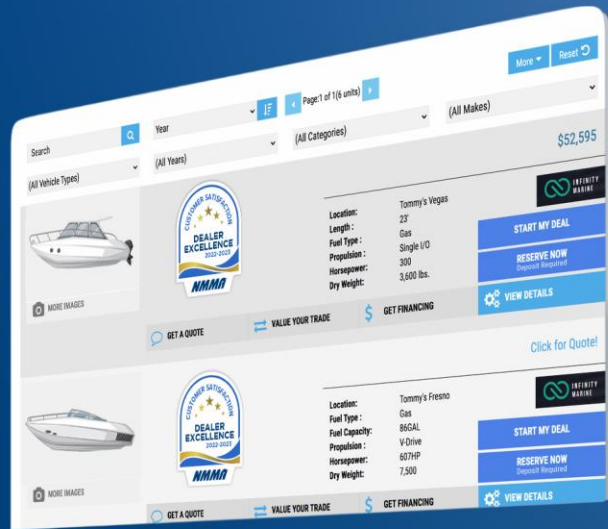 More
Reset
Search
Year
Page:1 of 1(6 units)
(All Vehicle Types)
(All Years)
(All Categories)
(All Makes)
$52,595
CUSTOMER SATISFACTION
DEALER
EXCELLENCE
2022-2023
NMMA
Location: Tommy's Vegas
Length : 23'
Fuel Type : Gas
Propulsion : Single I/O
Horsepower: 300
Dry Weight: 3,600 lbs.
INFINITY
MARINE
START MY DEAL
RESERVE NOW
Deposit Required
VIEW DETAILS
MORE IMAGES
GET A QUOTE
VALUE YOUR TRADE
GET FINANCING
Click for Quote!
CUSTOMER SATISFACTION
DEALER
EXCELLENCE
2022-2023
NMMA
Location: Tommy's Fresno
Fuel Type : Gas
Fuel Capacity: 86GAL
Propulsion : V-Drive
Horsepower: 607HP
Dry Weight: 7,500
INFINITY
MARINE
START MY DEAL
RESERVE NOW
Deposit Required
VIEW DETAILS
MORE IMAGES
GET A QUOTE
VALUE YOUR TRADE
GET FINANCING